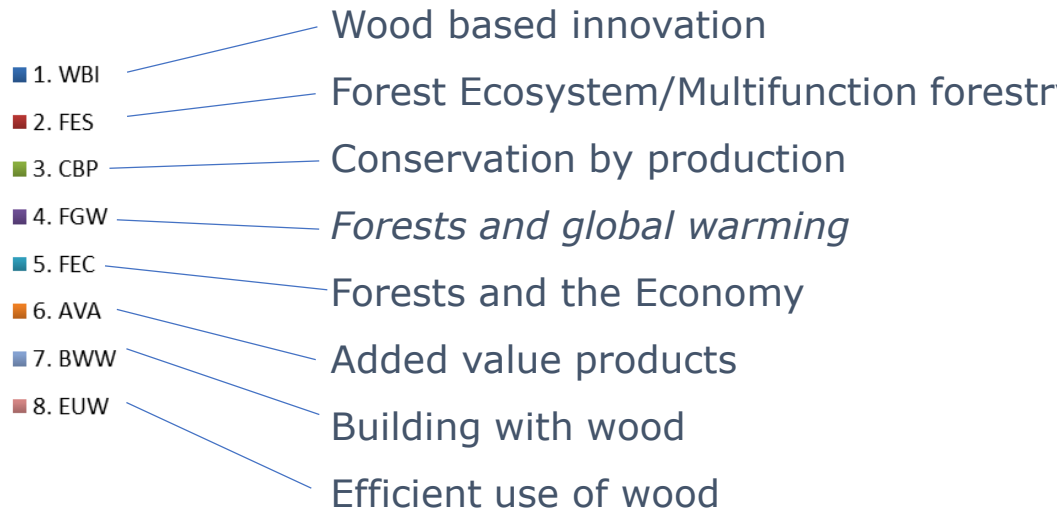 Wood based innovation
1. WBI
Forest Ecosystem/Multifunction
2. FES
Conservation by production
3. CBP
4. FGW
Forests and global warming
5. FEC
Forests and the Economy
6. AVA
Added value products
7. BWW
Building with wood
8. EUW
Efficient use of wood